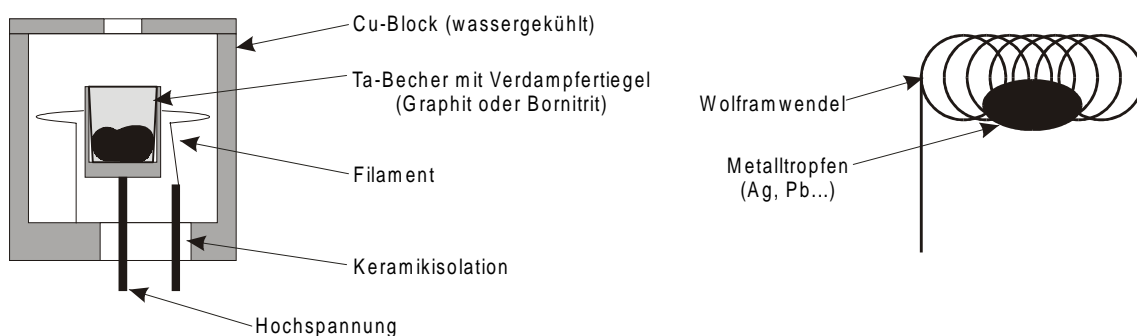 Cu-Block (wassergekühlt)
Ta-Becher mit Verdampfertiegel
(Graphit oder Bornitrit)
Filament
Keramikisolation
Hochspannung
Wolframwendel
Metalltropfen
(Ag, Pb...)